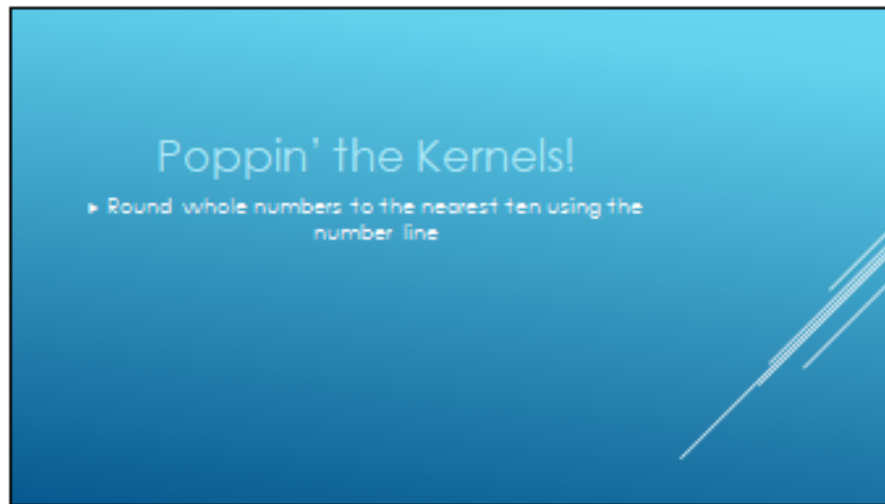 Poppin’ the Kernels!
▸ Round whole numbers to the nearest ten using the
number line